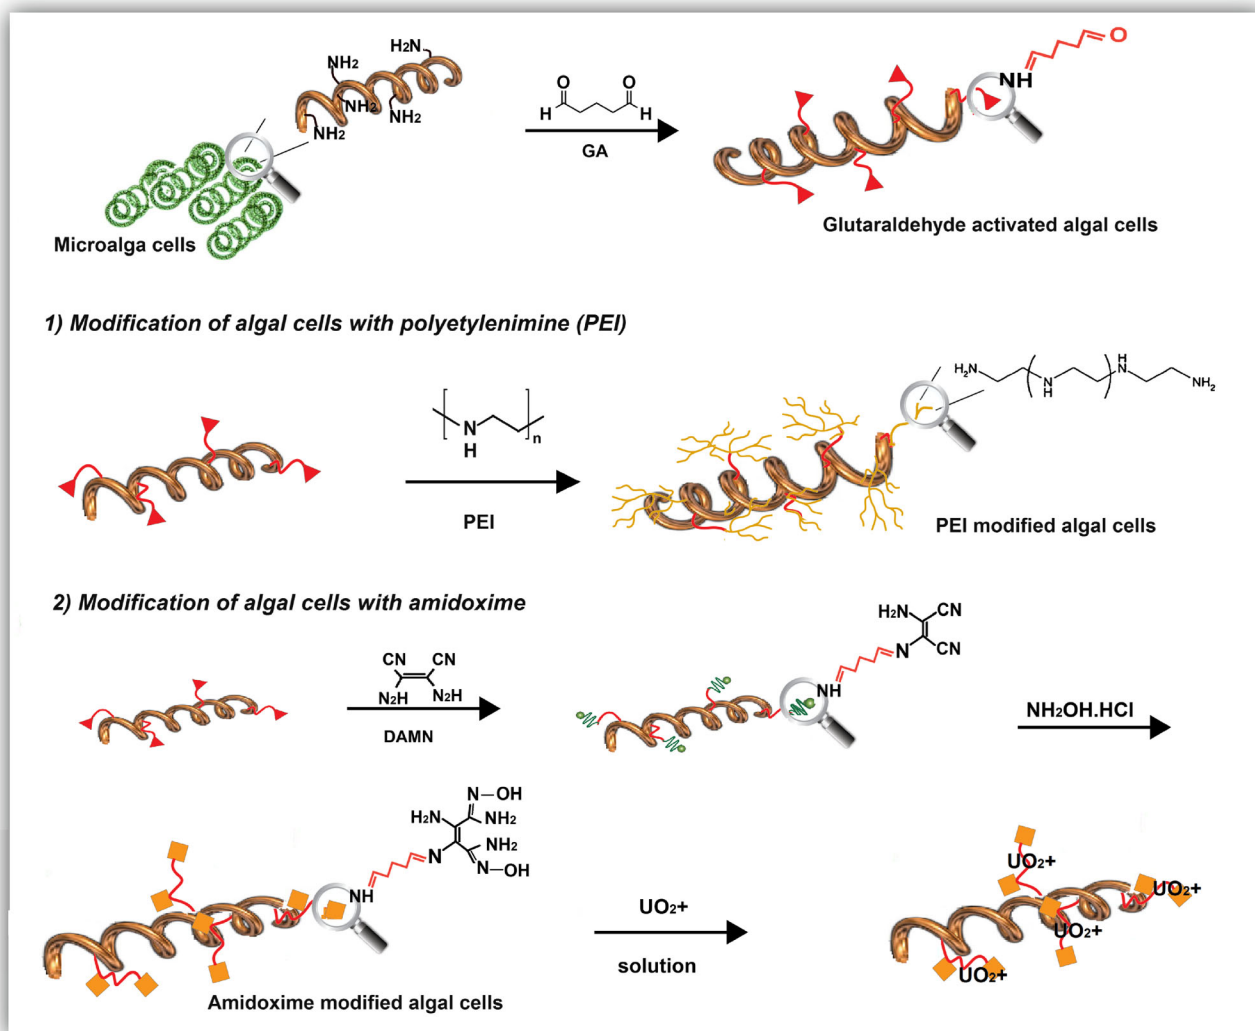 H₂N
NH₂
NH₂
NH₂
NH₂
Microalga cells
O O
H H
GA
O
NH
Glutaraldehyde activated algal cells
1) Modification of algal cells with polyetylenimine (PEI)
N
H
n
PEI
H₂N
N
H
H
N
NH₂
PEI modified algal cells
2) Modification of algal cells with amidoxime
CN CN
N₂H N₂H
DAMN
H₂N CN
N CN
NH
NH₂OH.HCl
N–OH
H₂N NH₂
NH₂
N
N–OH
NH
Amidoxime modified algal cells
UO₂+
solution
UO₂+
UO₂+
UO₂+
UO₂+